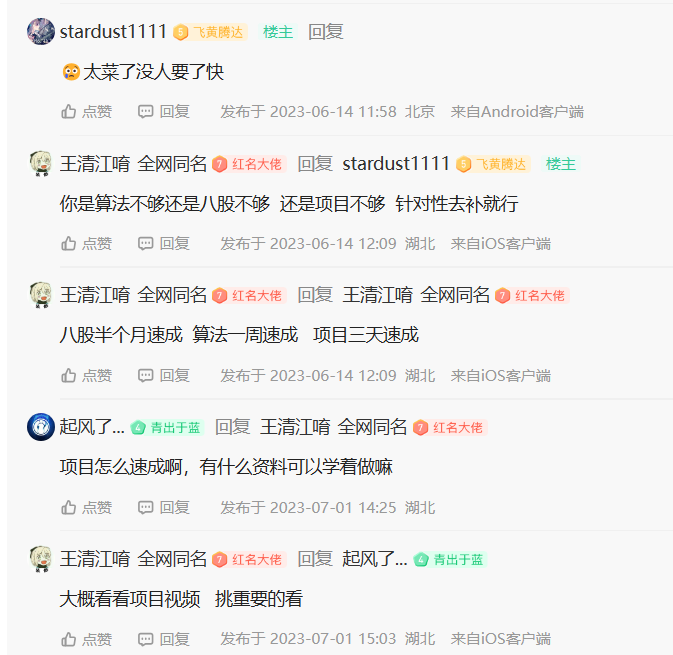 stardust1111 5 飞黄腾达 楼主 回复
太菜了没人要了快
点赞 回复 发布于 2023-06-14 11:58 北京 来自Android客户端
王清江唷 全网同名 7 红名大佬 回复 stardust1111 5 飞黄腾达 楼主
你是算法不够还是八股不够 还是项目不够 针对性去补就行
点赞 回复 发布于 2023-06-14 12:09 湖北 来自iOS客户端
王清江唷 全网同名 7 红名大佬 回复 王清江唷 全网同名 7 红名大佬
八股半个月速成 算法一周速成 项目三天速成
点赞 回复 发布于 2023-06-14 12:09 湖北 来自iOS客户端
起风了... 4 青出于蓝 回复 王清江唷 全网同名 7 红名大佬
项目怎么速成啊，有什么资料可以学着做嘛
点赞 回复 发布于 2023-07-01 14:25 湖北
王清江唷 全网同名 7 红名大佬 回复 起风了... 4 青出于蓝
大概看看项目视频 挑重要的看
点赞 回复 发布于 2023-07-01 15:03 湖北 来自iOS客户端